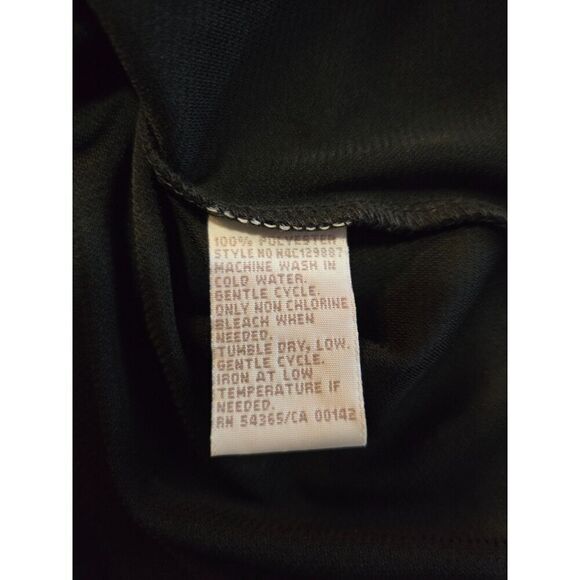 100% POLYESTER
STYLE NO H4C129887
MACHINE WASH IN
COLD WATER.
GENTLE CYCLE.
ONLY NON CHLORINE
BLEACH WHEN
NEEDED.
TUMBLE DRY, LOW.
GENTLE CYCLE.
IRON AT LOW
TEMPERATURE IF
NEEDED.
RN 54365/CA 00142